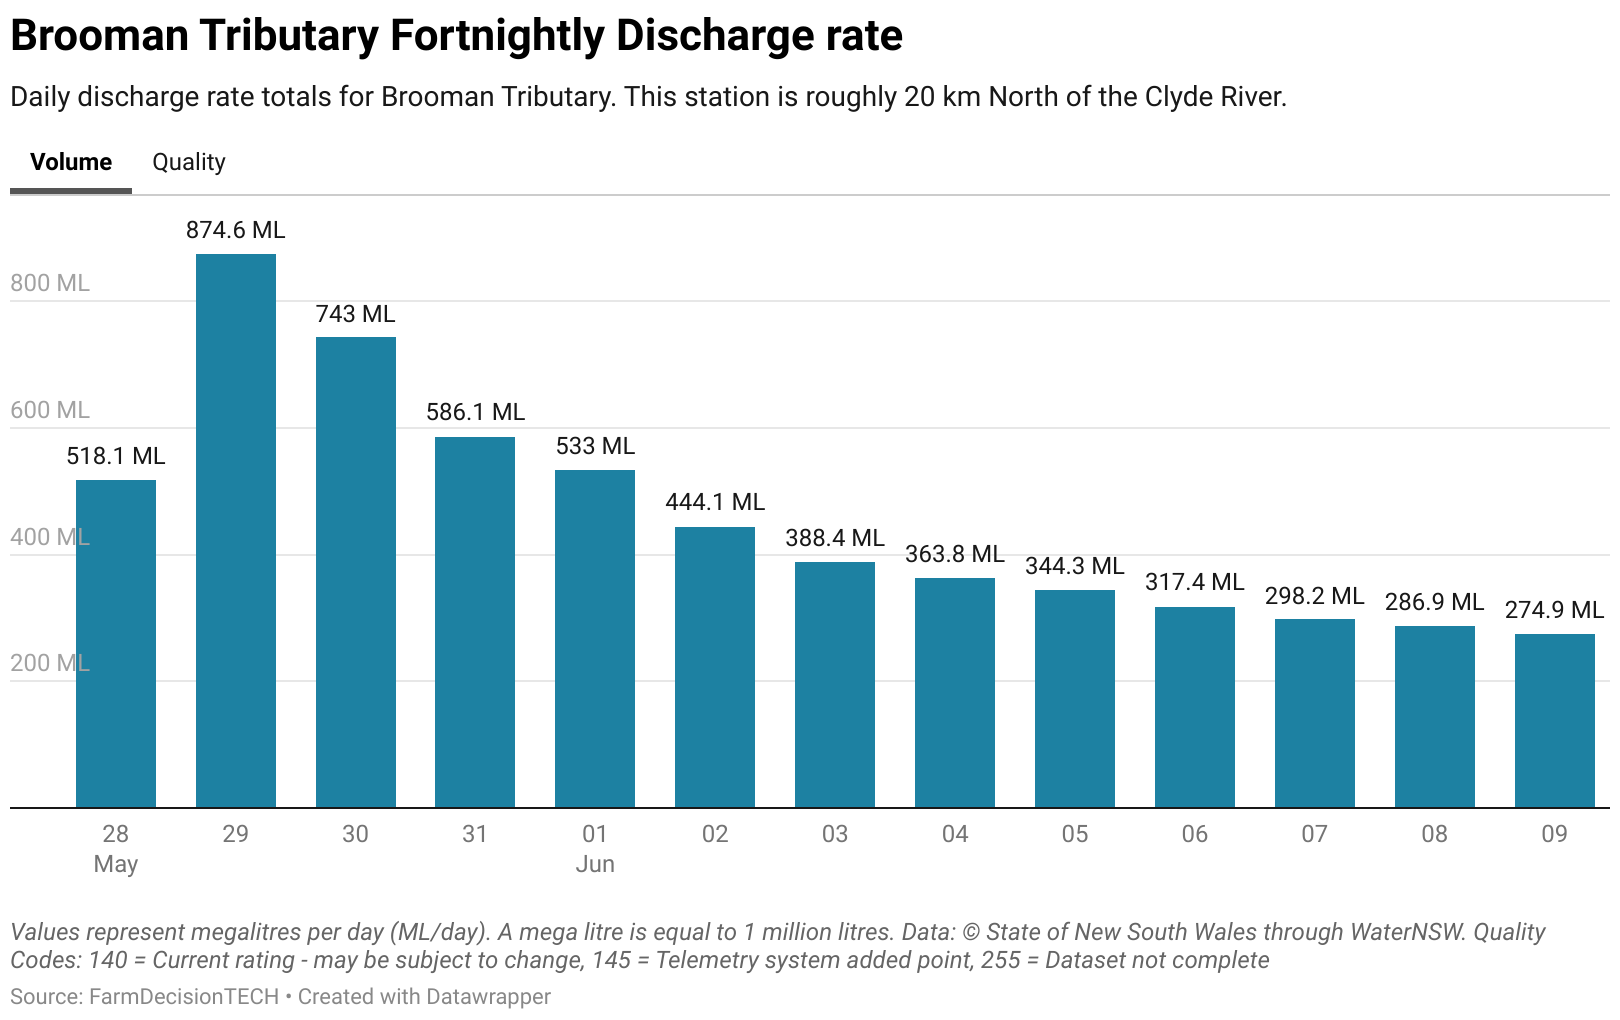 Brooman Tributary Fortnightly Discharge rate
Daily discharge rate totals for Brooman Tributary. This station is roughly 20 km North of the Clyde River.
Volume Quality
874.6 ML
800 ML
743 ML
600 ML
586.1 ML
533 ML
518.1 ML
444.1 ML
400 ML
388.4 ML
363.8 ML
344.3 ML
317.4 ML
298.2 ML
286.9 ML
274.9 ML
200 ML
28 29 30 31 01 02 03 04 05 06 07 08 09
May Jun
Values represent megalitres per day (ML/day). A mega litre is equal to 1 million litres. Data: © State of New South Wales through WaterNSW. Quality
Codes: 140 = Current rating - may be subject to change, 145 = Telemetry system added point, 255 = Dataset not complete
Source: FarmDecisionTECH • Created with Datawrapper